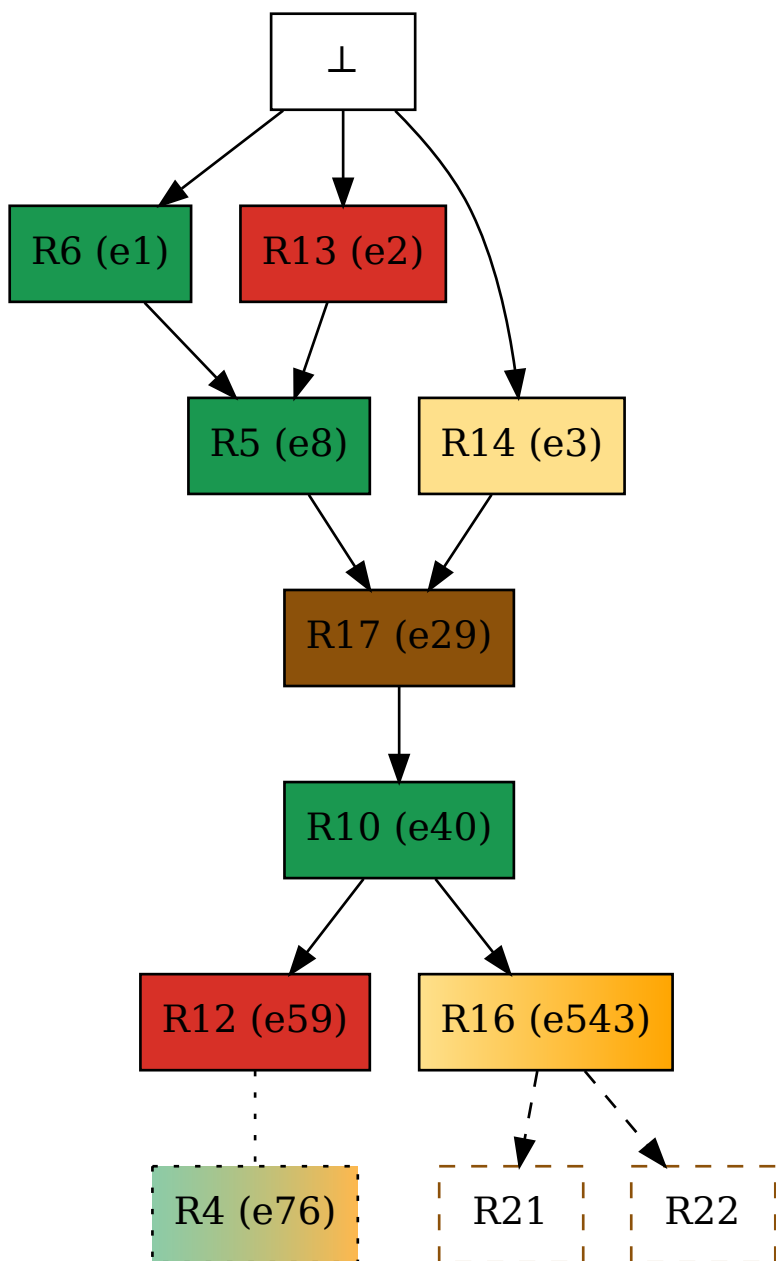 ⊥
R6 (e1)
R13 (e2)
R5 (e8)
R14 (e3)
R17 (e29)
R10 (e40)
R12 (e59)
R16 (e543)
R4 (e76)
R21
R22